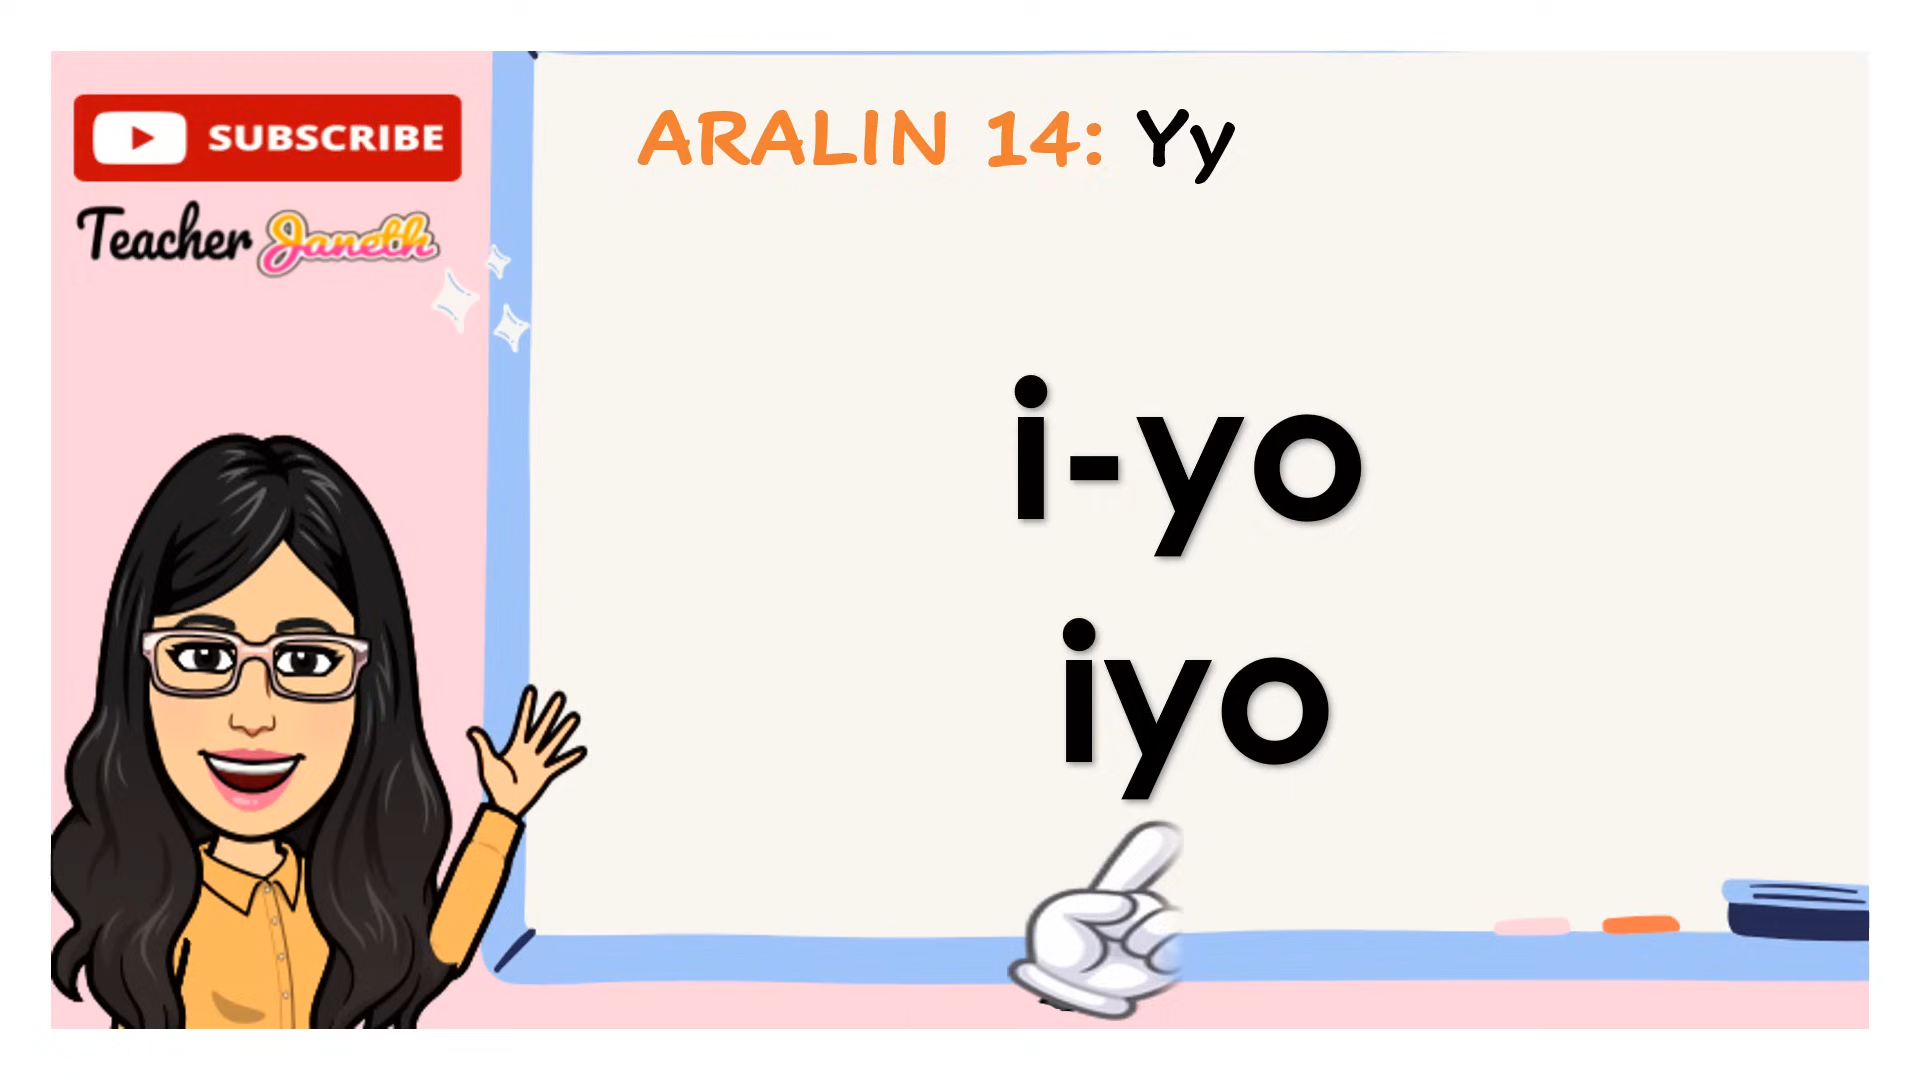 SUBSCRIBE
Teacher Janeth
ARALIN 14: Yy
i-yo
iyo